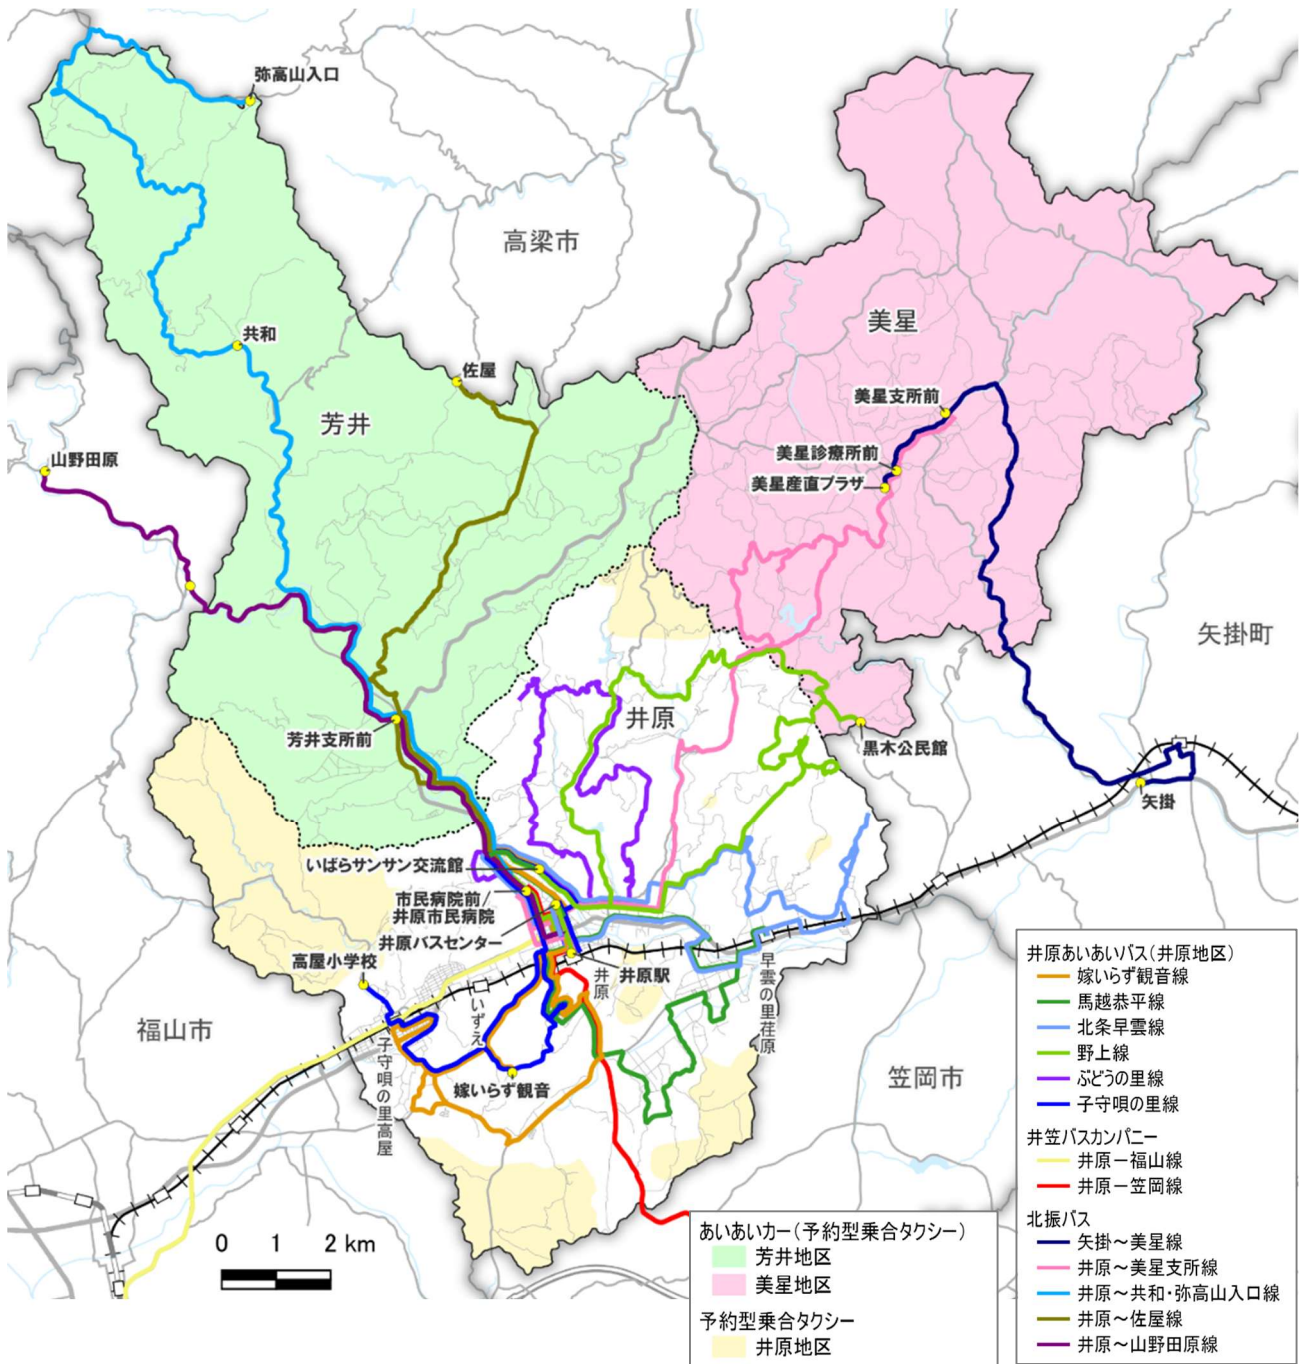 弥高山入口
高梁市
美星
共和
佐屋
芳井
美星支所前
山野田原
美星診療所前
美星産直プラザ
矢掛町
井原
芳井支所前
黒木公民館
矢掛
いばらサンサン交流館
市民病院前/
井原市民病院
井原バスセンター
高屋小学校
井原
井原駅
早雲の里荏原
いずえ
福山市
子守唄の里高屋
嫁いらず観音
笠岡市
0 1 2 km
あいあいカー(予約型乗合タクシー)
芳井地区
美星地区
予約型乗合タクシー
井原地区
井原あいあいバス(井原地区)
嫁いらず観音線
馬越恭平線
北条早雲線
野上線
ぶどうの里線
子守唄の里線
井笠バスカンパニー
井原ー福山線
井原ー笠岡線
北振バス
矢掛~美星線
井原~美星支所線
井原~共和・弥高山入口線
井原~佐屋線
井原~山野田原線